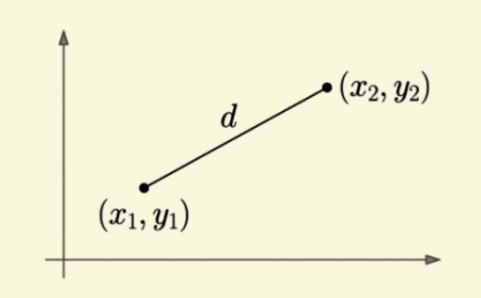 (x₂, y₂)
d
(x₁, y₁)